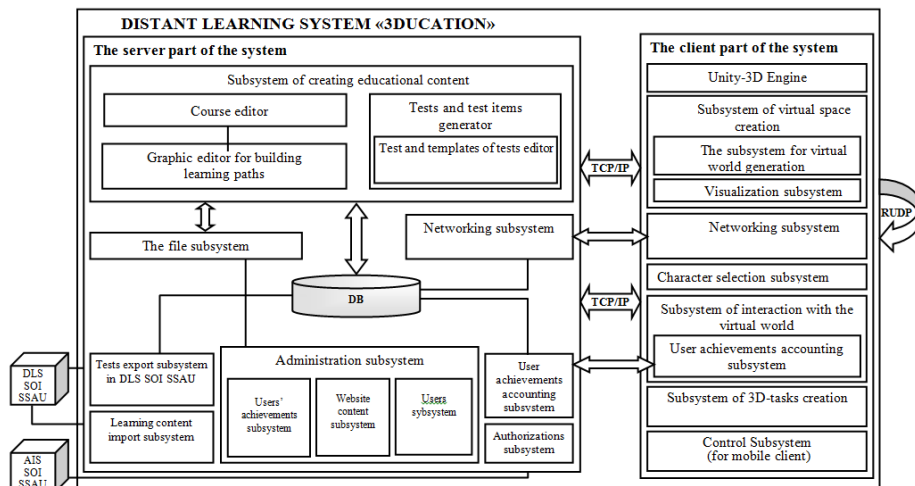 DISTANT LEARNING SYSTEM «3DUCATION»
The server part of the system
Subsystem of creating educational content
Course editor
Graphic editor for building
learning paths
Tests and test items
generator
Test and templates of tests editor
The file subsystem
Networking subsystem
DB
Tests export subsystem
in DLS SOI SSAU
Learning content
import subsystem
Administration subsystem
Users'
achievements
subsystem
Website
content
subsystem
Users
sybsystem
User
achievements
accounting
subsystem
Authorizations
subsystem
DLS
SOI
SSAU
AIS
SOI
SSAU
TCP/IP
TCP/IP
The client part of the system
Unity-3D Engine
Subsystem of virtual space
creation
The subsystem for virtual
world generation
Visualization subsystem
Networking subsystem
Character selection subsystem
Subsystem of interaction with the
virtual world
User achievements accounting
subsystem
Subsystem of 3D-tasks creation
Control Subsystem
(for mobile client)
RUDP